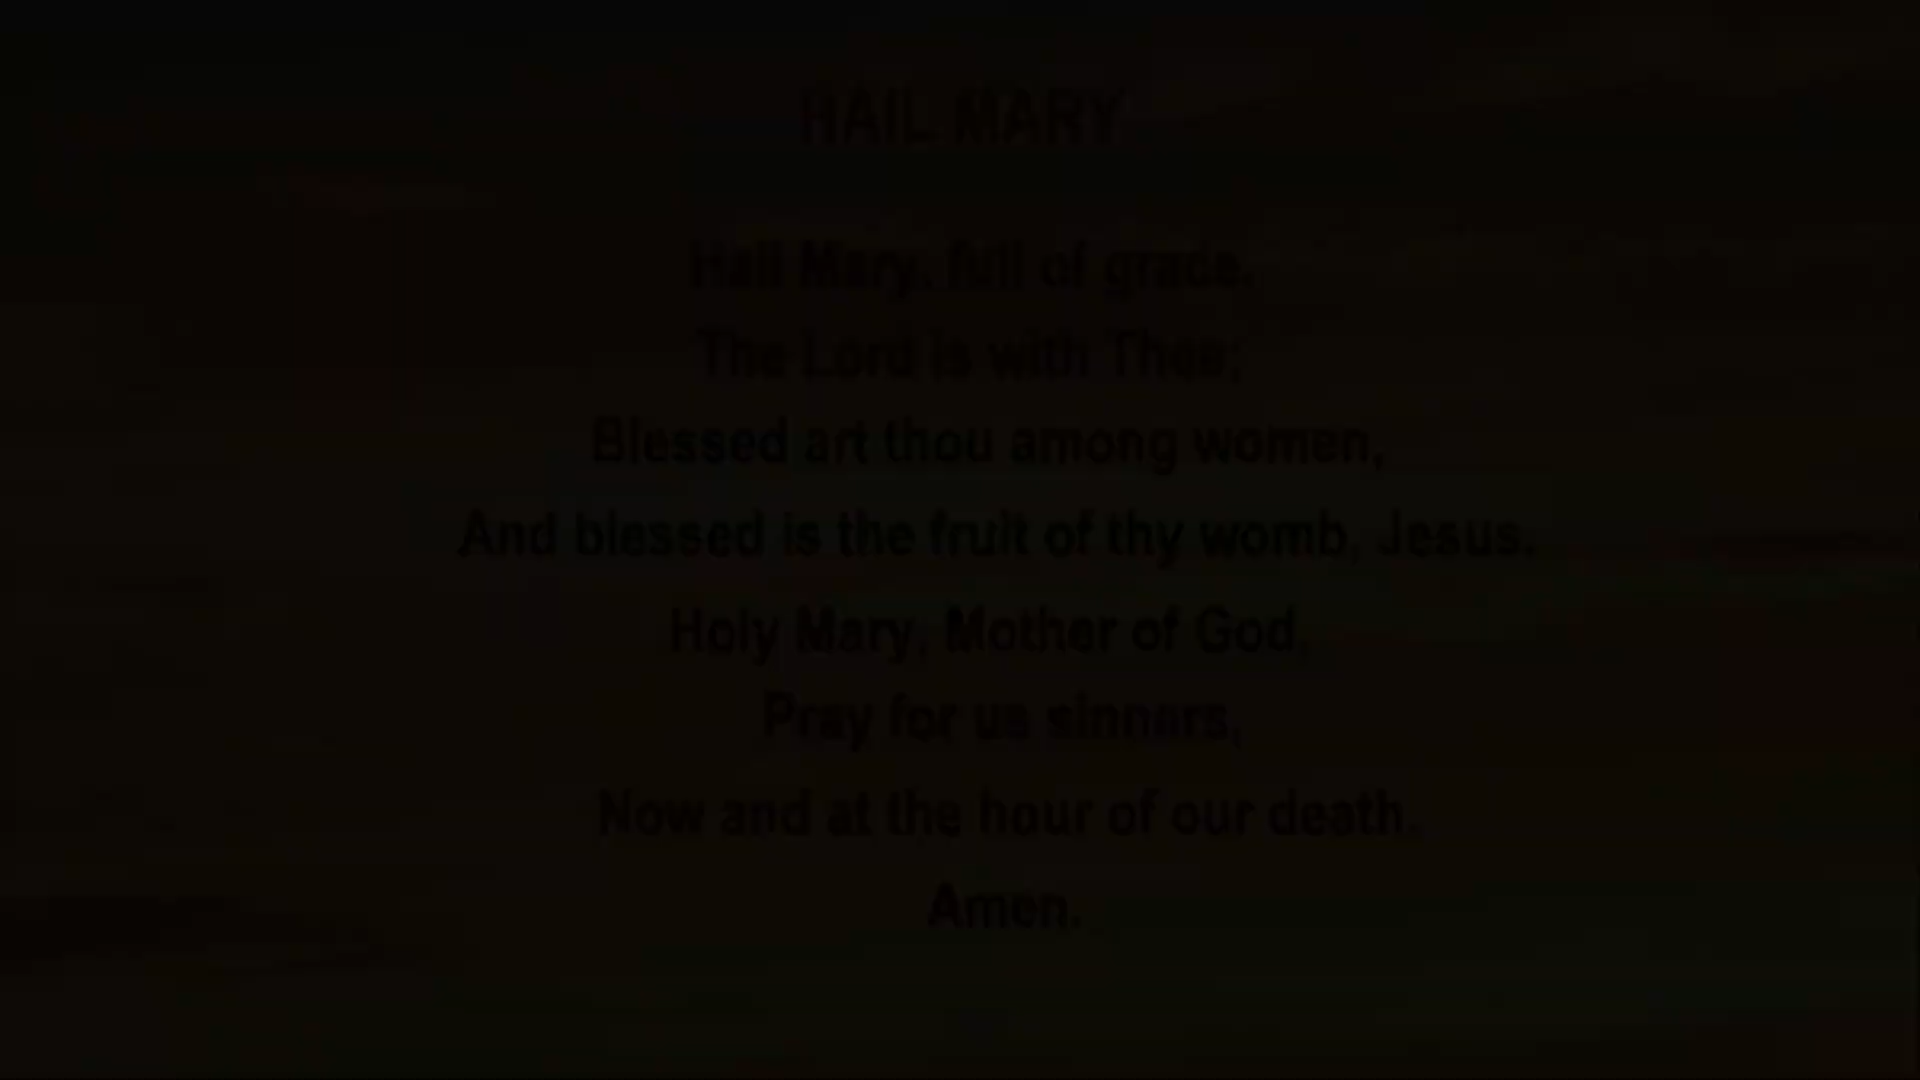 HAIL MARY
Hail Mary, full of grace.
The Lord is with Thee;
Blessed art thou among women,
And blessed is the fruit of thy womb, Jesus.
Holy Mary, Mother of God,
Pray for us sinners,
Now and at the hour of our death.
Amen.